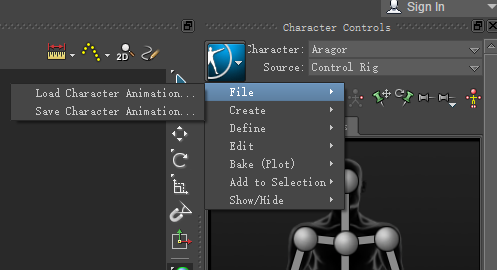 Sign In
Character Controls
Character: Aragor
Source: Control Rig
2D
File
Load Character Animation...
Save Character Animation...
Create
Define
Edit
Bake (Plot)
Add to Selection
Show/Hide